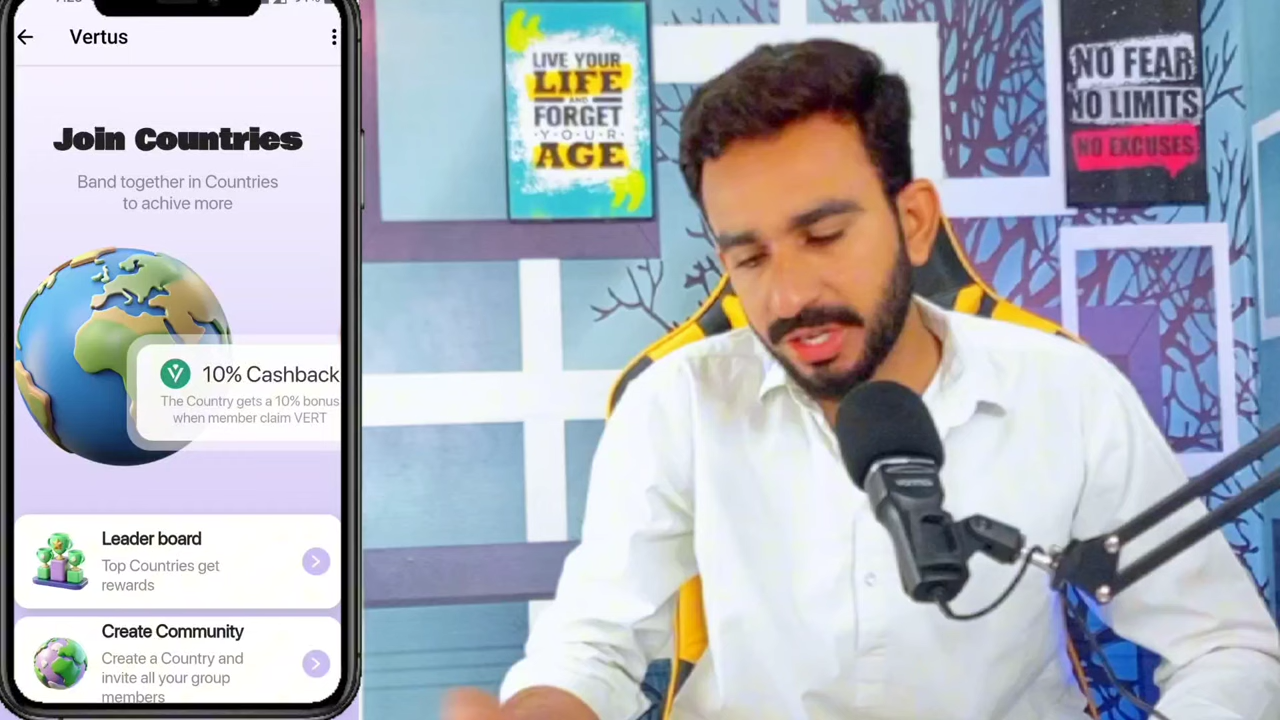 Vertus
Join Countries
Band together in Countries
to achive more
10% Cashback
The Country gets a 10% bonus
when member claim VERT
Leader board
Top Countries get
rewards
Create Community
Create a Country and
invite all your group
members
LIVE YOUR
LIFE
AND
FORGET
YOUR
AGE
NO FEAR
NO LIMITS
NO EXCUSES